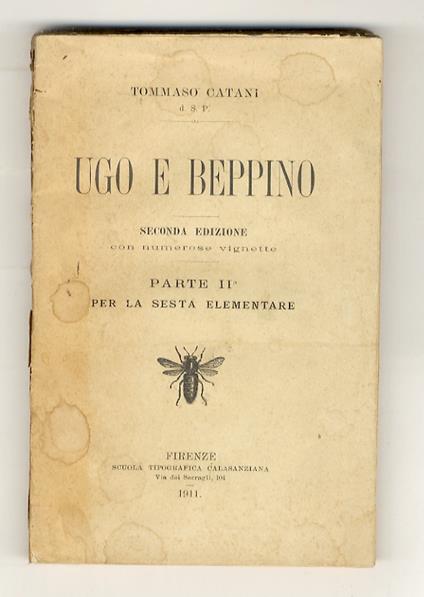 TOMMASO CATANI
d. S. P.
UGO E BEPPINO
SECONDA EDIZIONE
con numerose vignette
PARTE IIª
PER LA SESTA ELEMENTARE
FIRENZE
SCUOLA TIPOGRAFICA CALASANZIANA
Via dei Serragli, 104
1911.